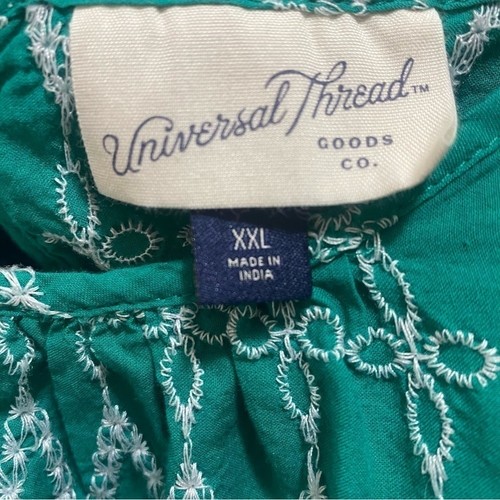 Universal Thread™
GOODS
CO.
XXL
MADE IN
INDIA